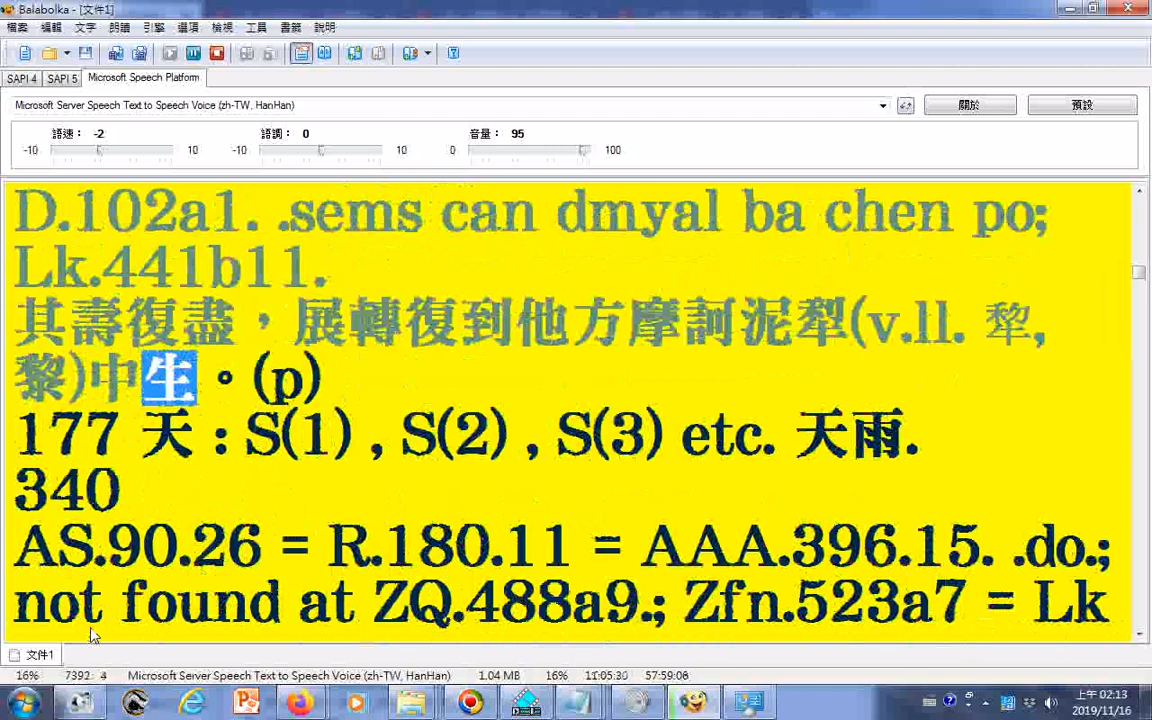 Balabolka - [文件1]
檔案 編輯 文字 朗讀 引擎 選項 檢視 工具 書籤 說明
SAPI 4 SAPI 5 Microsoft Speech Platform
Microsoft Server Speech Text to Speech Voice (zh-TW, HanHan) 關於 預設
語速： -2 語調： 0 音量： 95
-10 10 -10 10 0 100
D.102a1. .sems can dmyal ba chen po;
Lk.441b11.
其壽復盡，展轉復到他方摩訶泥犁(v.ll. 犂,
黎)中生。(p)
177 天 : S(1) , S(2) , S(3) etc. 天雨.
340
AS.90.26 = R.180.11 = AAA.396.15. .do.;
not found at ZQ.488a9.; Zfn.523a7 = Lk
文件1
16% 7392 4 Microsoft Server Speech Text to Speech Voice (zh-TW, HanHan) 1.04 MB 16% 11:05:30 57:59:08
上午 02:13
2019/11/16